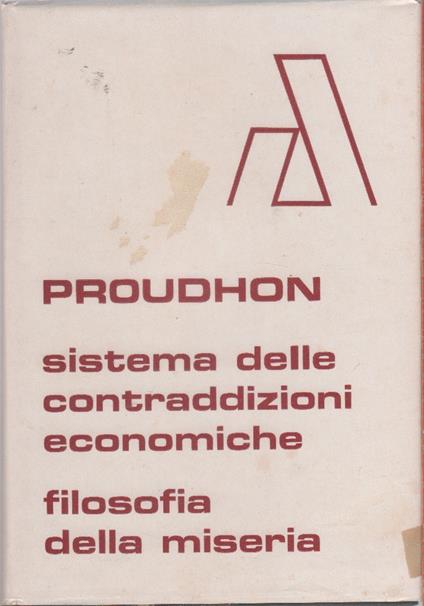 PROUDHON
sistema delle
contraddizioni
economiche
filosofia
della miseria